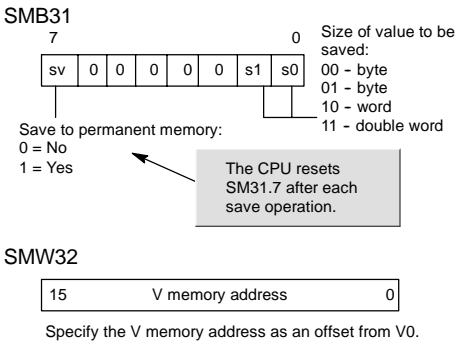 SMB31
7 0
sv 0 0 0 0 0 s1 s0
Size of value to be
saved:
00 - byte
01 - byte
10 - word
11 - double word
Save to permanent memory:
0 = No
1 = Yes
The CPU resets
SM31.7 after each
save operation.
SMW32
15 V memory address 0
Specify the V memory address as an offset from V0.